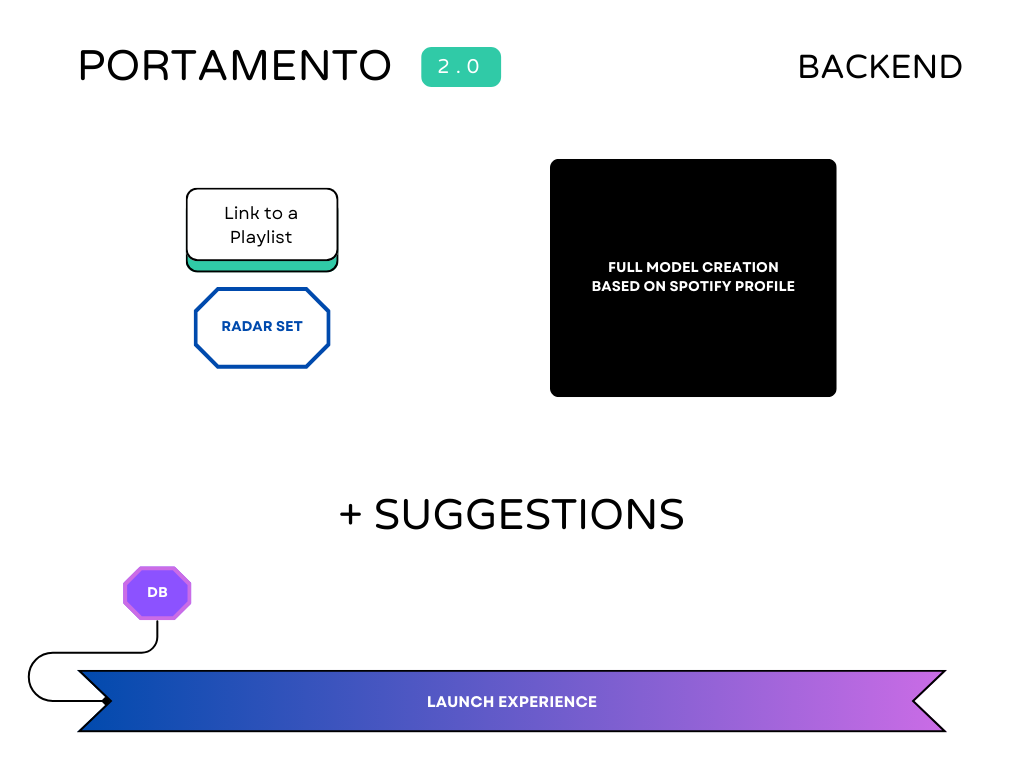 PORTAMENTO 2.0 BACKEND
Link to a
Playlist
RADAR SET
FULL MODEL CREATION
BASED ON SPOTIFY PROFILE
+ SUGGESTIONS
DB
LAUNCH EXPERIENCE